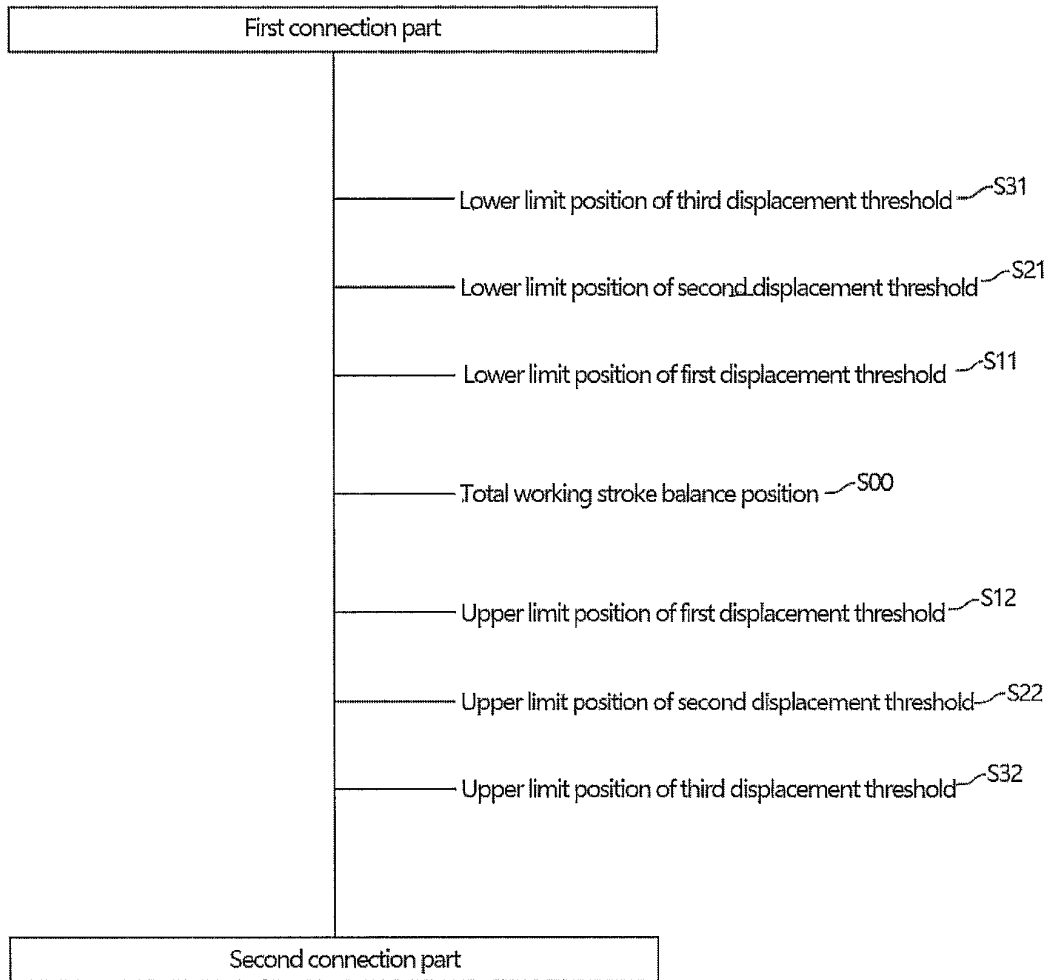 First connection part
Lower limit position of third displacement threshold S31
Lower limit position of second displacement threshold S21
Lower limit position of first displacement threshold S11
Total working stroke balance position S00
Upper limit position of first displacement threshold S12
Upper limit position of second displacement threshold S22
Upper limit position of third displacement threshold S32
Second connection part